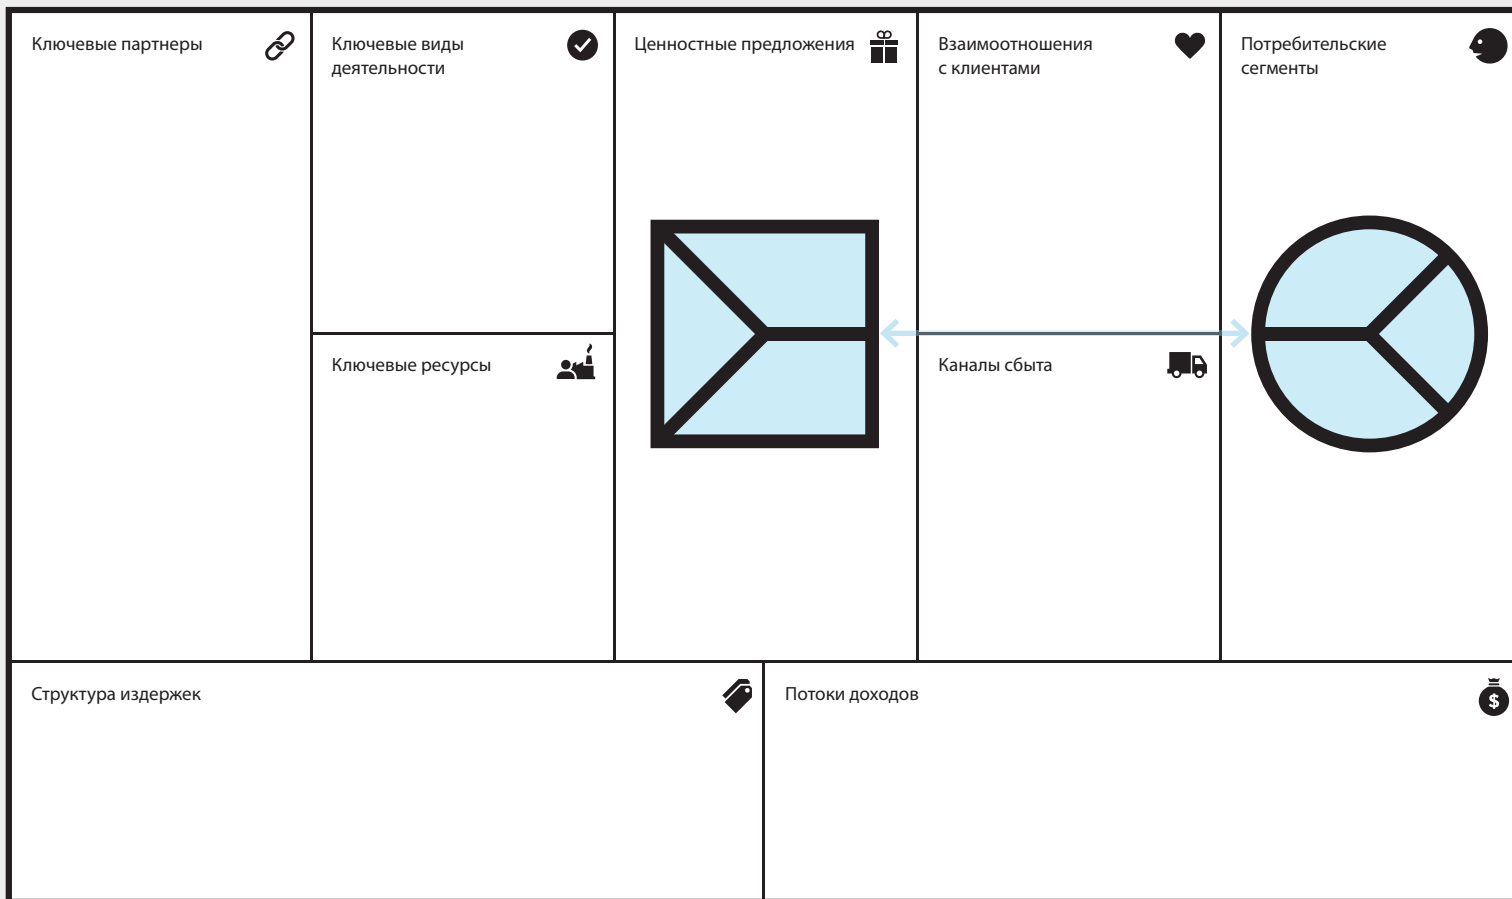 Ключевые партнеры
Ключевые виды
деятельности
Ключевые ресурсы
Ценностные предложения
Взаимоотношения
с клиентами
Каналы сбыта
Потребительские
сегменты
Структура издержек
Потоки доходов
$